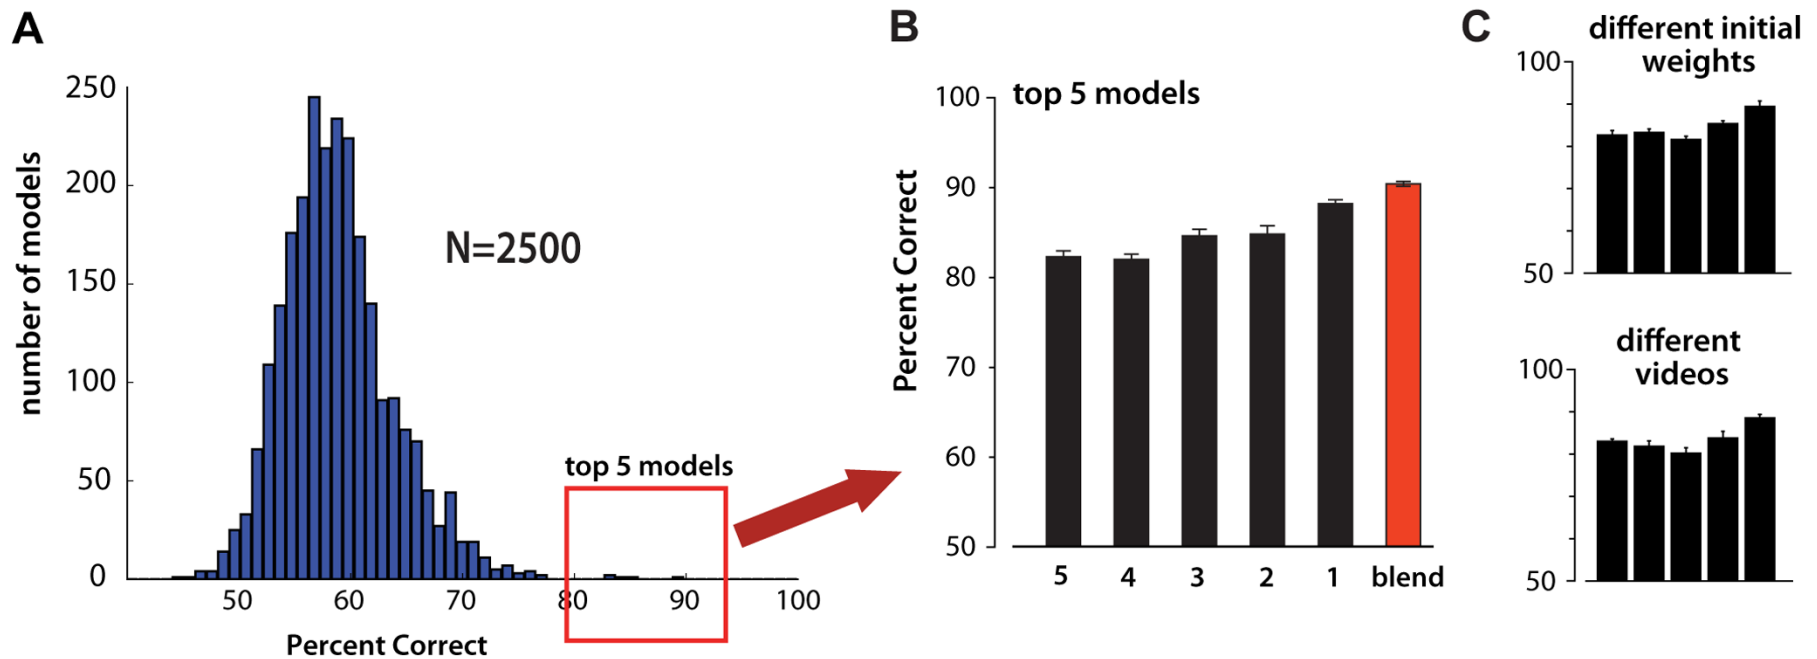 A
number of models
250
200
150
100
50
0
N=2500
top 5 models
50
60
70
80
90
100
Percent Correct
B
top 5 models
Percent Correct
100
90
80
70
60
50
5
4
3
2
1
blend
C
different initial
weights
100
50
different
videos
100
50